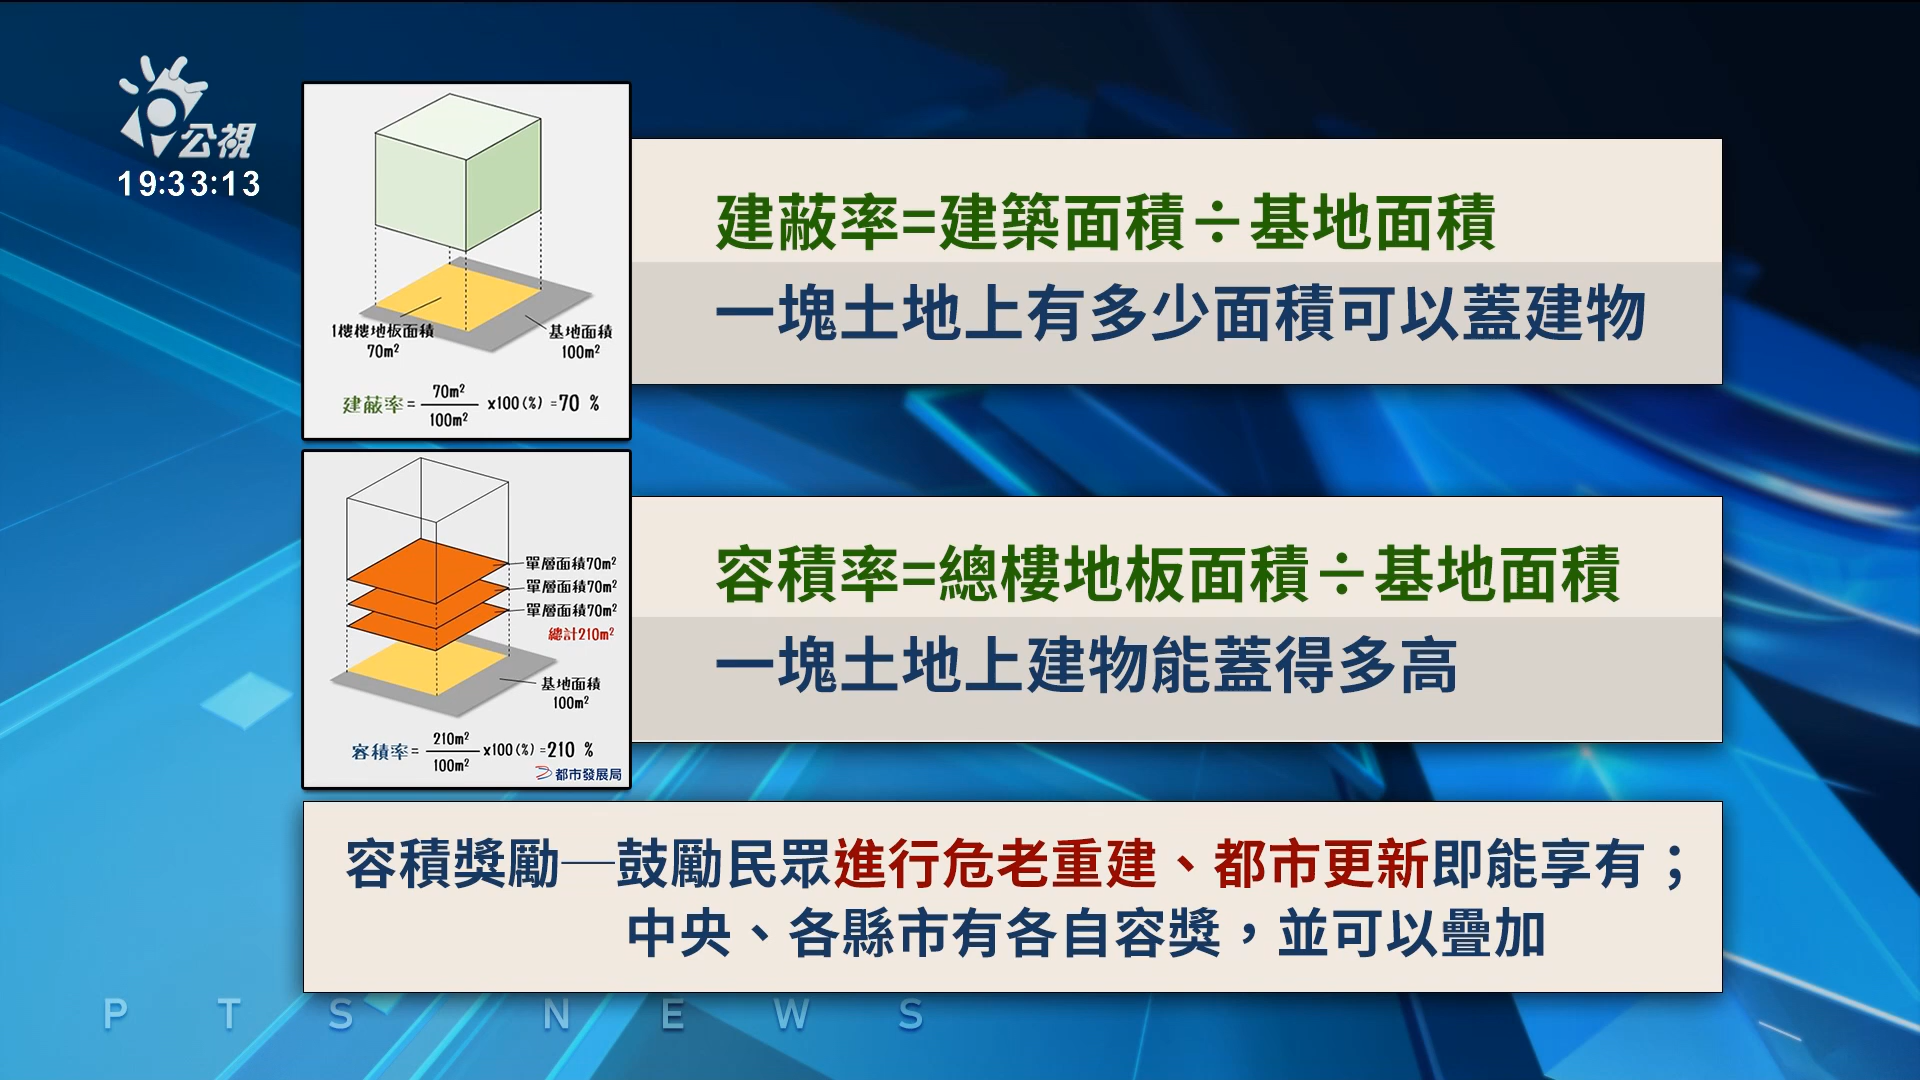 公視
19:33:13
1樓樓地板面積
70m²
基地面積
100m²
建蔽率= 70m² / 100m² x100(%) =70 %
建蔽率=建築面積÷基地面積
一塊土地上有多少面積可以蓋建物
單層面積70m²
單層面積70m²
單層面積70m²
總計210m²
基地面積
100m²
容積率= 210m² / 100m² x100(%) =210 %
都市發展局
容積率=總樓地板面積÷基地面積
一塊土地上建物能蓋得多高
容積獎勵─鼓勵民眾進行危老重建、都市更新即能享有；
中央、各縣市有各自容獎，並可以疊加
PTS NEWS